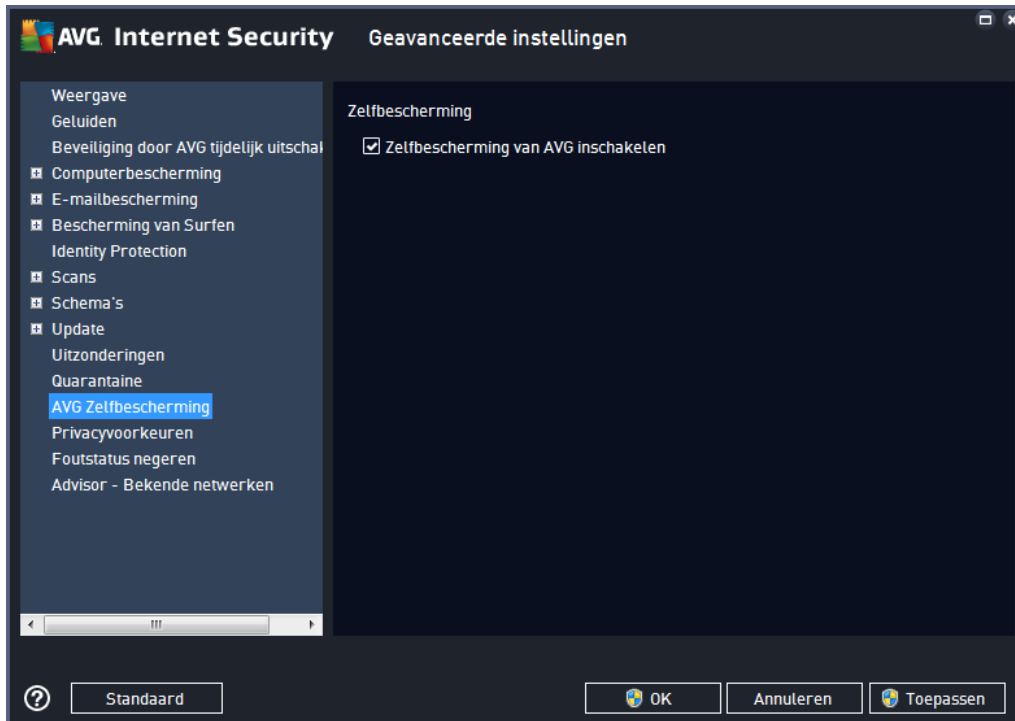 AVG. Internet Security Geavanceerde instellingen
Weergave
Geluiden
Beveiliging door AVG tijdelijk
Computerbescherming
E-mailbescherming
Bescherming van Surfen
Identity Protection
Scans
Schema's
Update
Uitzonderingen
Quarantaine
AVG Zelfbescherming
Privacyvoorkeuren
Foutstatus negeren
Advisor - Bekende netwerken
Zelfbescherming
Zelfbescherming van AVG inschakelen
Standaard
OK
Annuleren
Toepassen